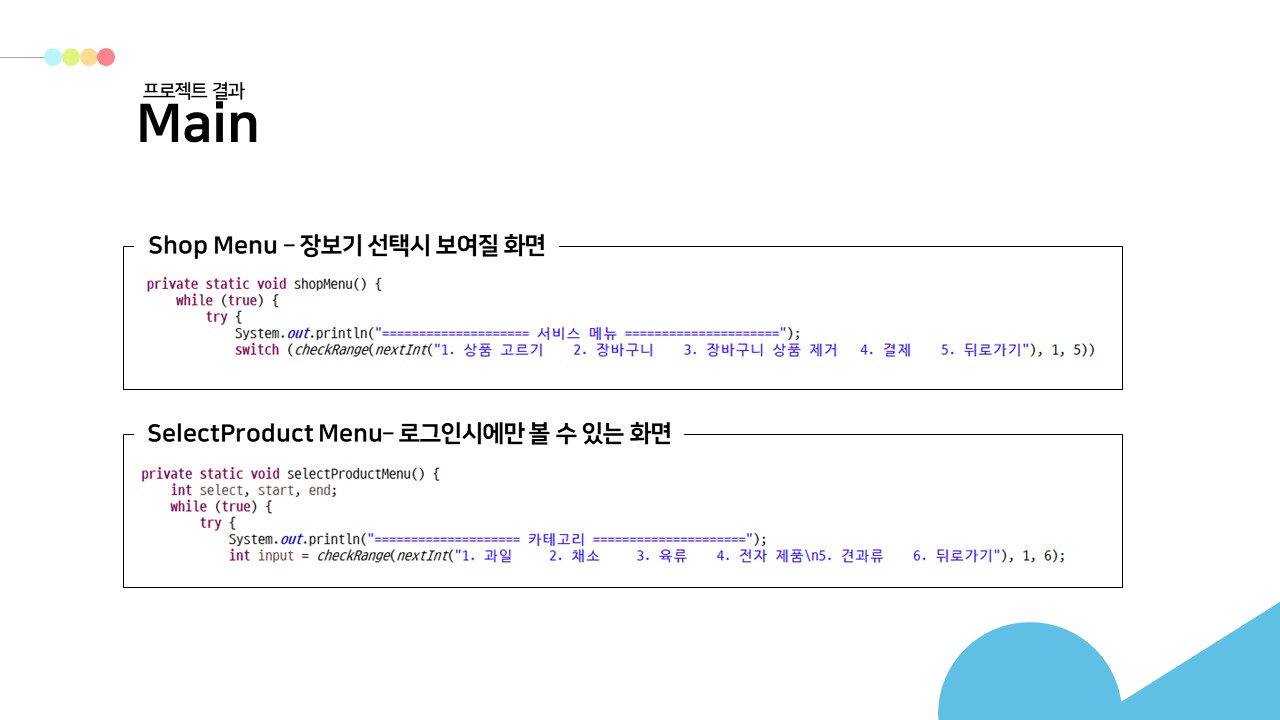 프로젝트 결과
Main
Shop Menu – 장보기 선택시 보여질 화면
private static void shopMenu() {
while (true) {
try {
System.out.println("==================== 서비스 메뉴 =====================");
switch (checkRange(nextInt("1. 상품 고르기    2. 장바구니    3. 장바구니 상품 제거   4. 결제    5. 뒤로가기"), 1, 5))
SelectProduct Menu– 로그인시에만 볼 수 있는 화면
private static void selectProductMenu() {
int select, start, end;
while (true) {
try {
System.out.println("==================== 카테고리 =====================");
int input = checkRange(nextInt("1. 과일     2. 채소     3. 육류    4. 전자 제품\n5. 견과류    6. 뒤로가기"), 1, 6);